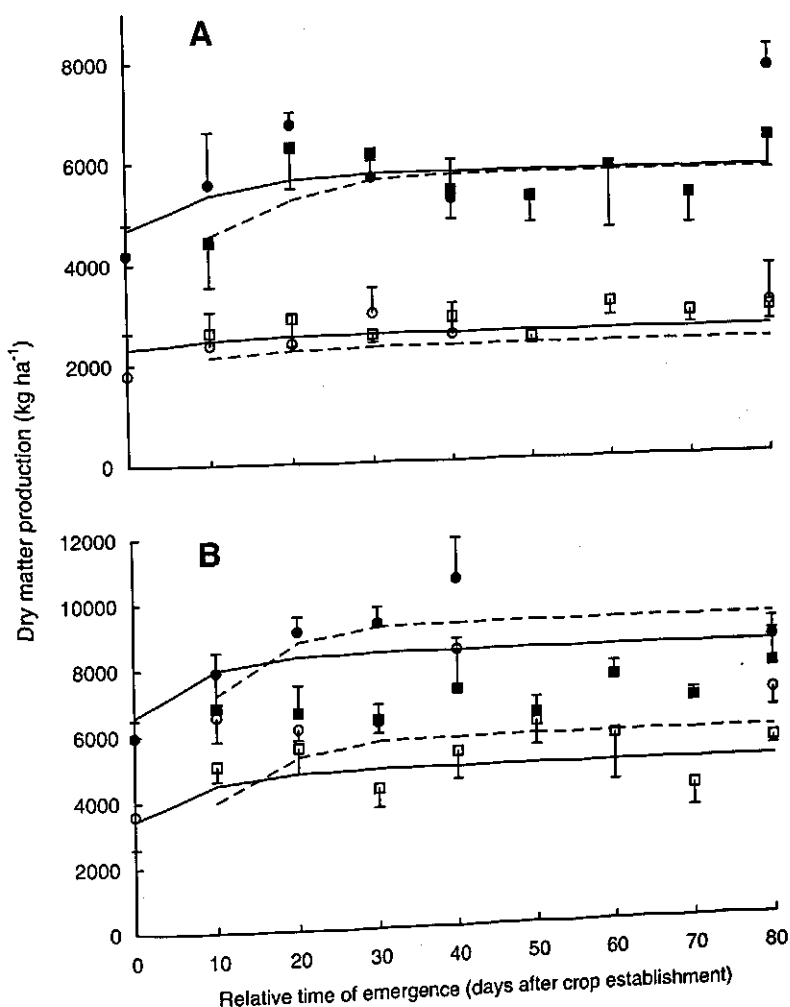 A
8000
6000
4000
2000
0
Dry matter production (kg ha⁻¹)
B
12000
10000
8000
6000
4000
2000
0
0 10 20 30 40 50 60 70 80
Relative time of emergence (days after crop establishment)